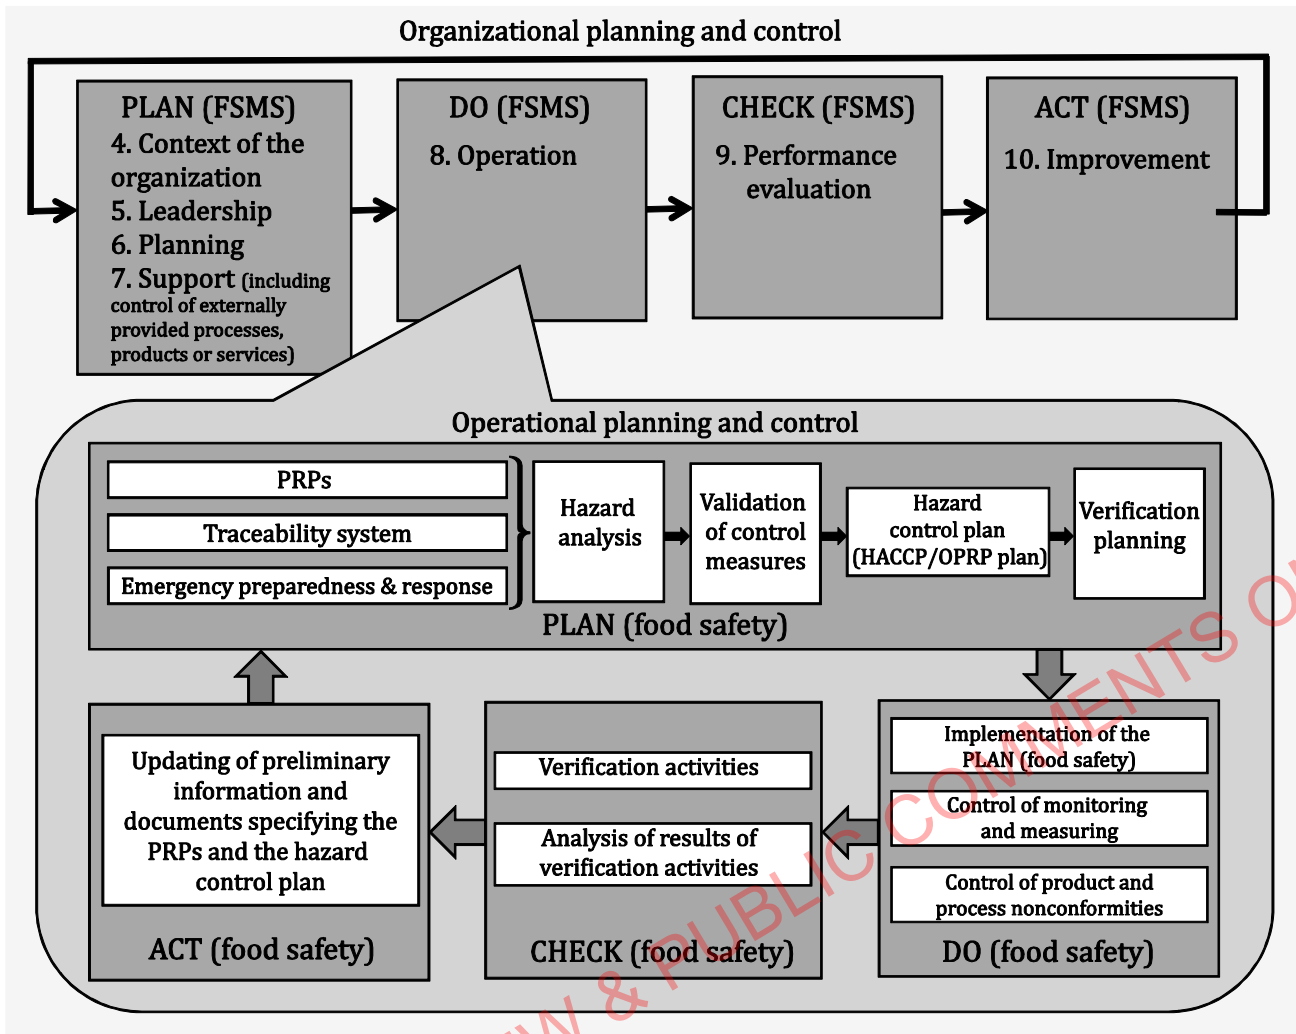 Organizational planning and control
PLAN (FSMS)
4. Context of the
organization
5. Leadership
6. Planning
7. Support (including
control of externally
provided processes,
products or services)
DO (FSMS)
8. Operation
CHECK (FSMS)
9. Performance
evaluation
ACT (FSMS)
10. Improvement
Operational planning and control
PRPs
Traceability system
Emergency preparedness & response
Hazard
analysis
Validation
of control
measures
Hazard
control plan
(HACCP/OPRP plan)
Verification
planning
PLAN (food safety)
Updating of preliminary
information and
documents specifying the
PRPs and the hazard
control plan
ACT (food safety)
Verification activities
Analysis of results of
verification activities
CHECK (food safety)
Implementation of the
PLAN (food safety)
Control of monitoring
and measuring
Control of product and
process nonconformities
DO (food safety)
& PUBLIC COMMENTS